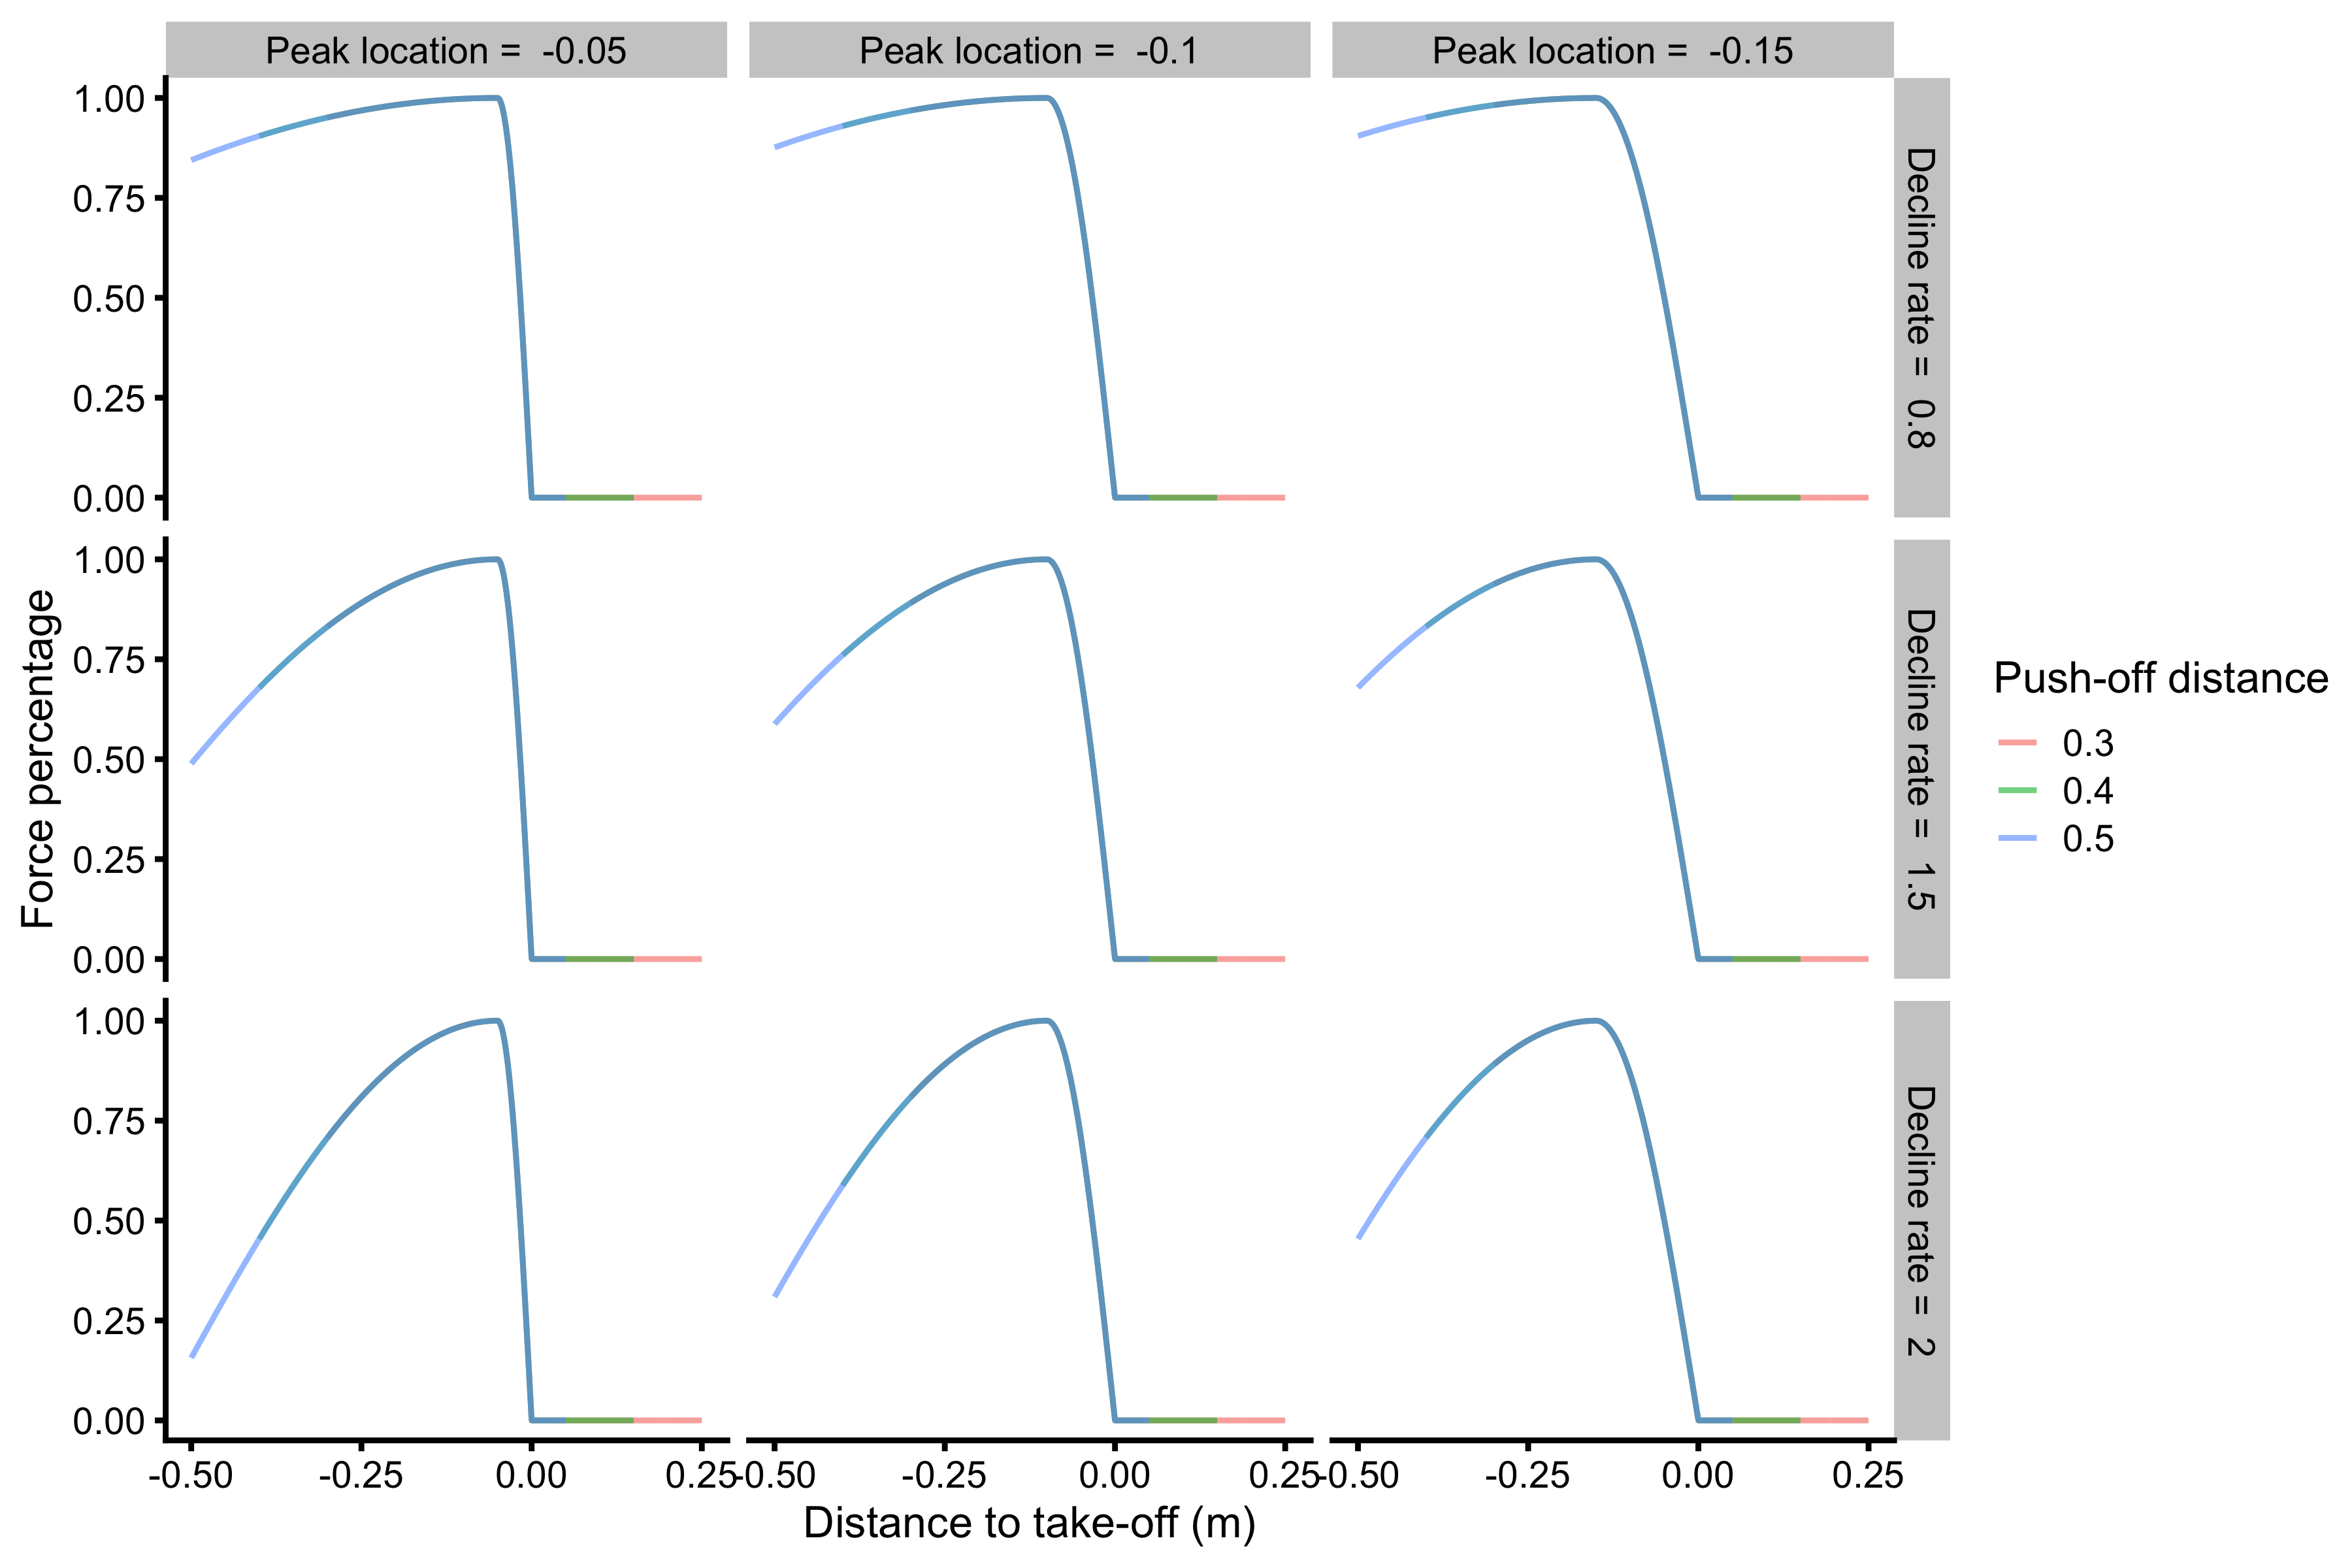 Peak location = -0.05
Peak location = -0.1
Peak location = -0.15
Force percentage
1.00
0.75
0.50
0.25
0.00
Decline rate = 0.8
1.00
0.75
0.50
0.25
0.00
Decline rate = 1.5
1.00
0.75
0.50
0.25
0.00
Decline rate = 2
-0.50 -0.25 0.00 0.25 -0.50 -0.25 0.00 0.25 -0.50 -0.25 0.00 0.25
Distance to take-off (m)
Push-off distance
0.3
0.4
0.5